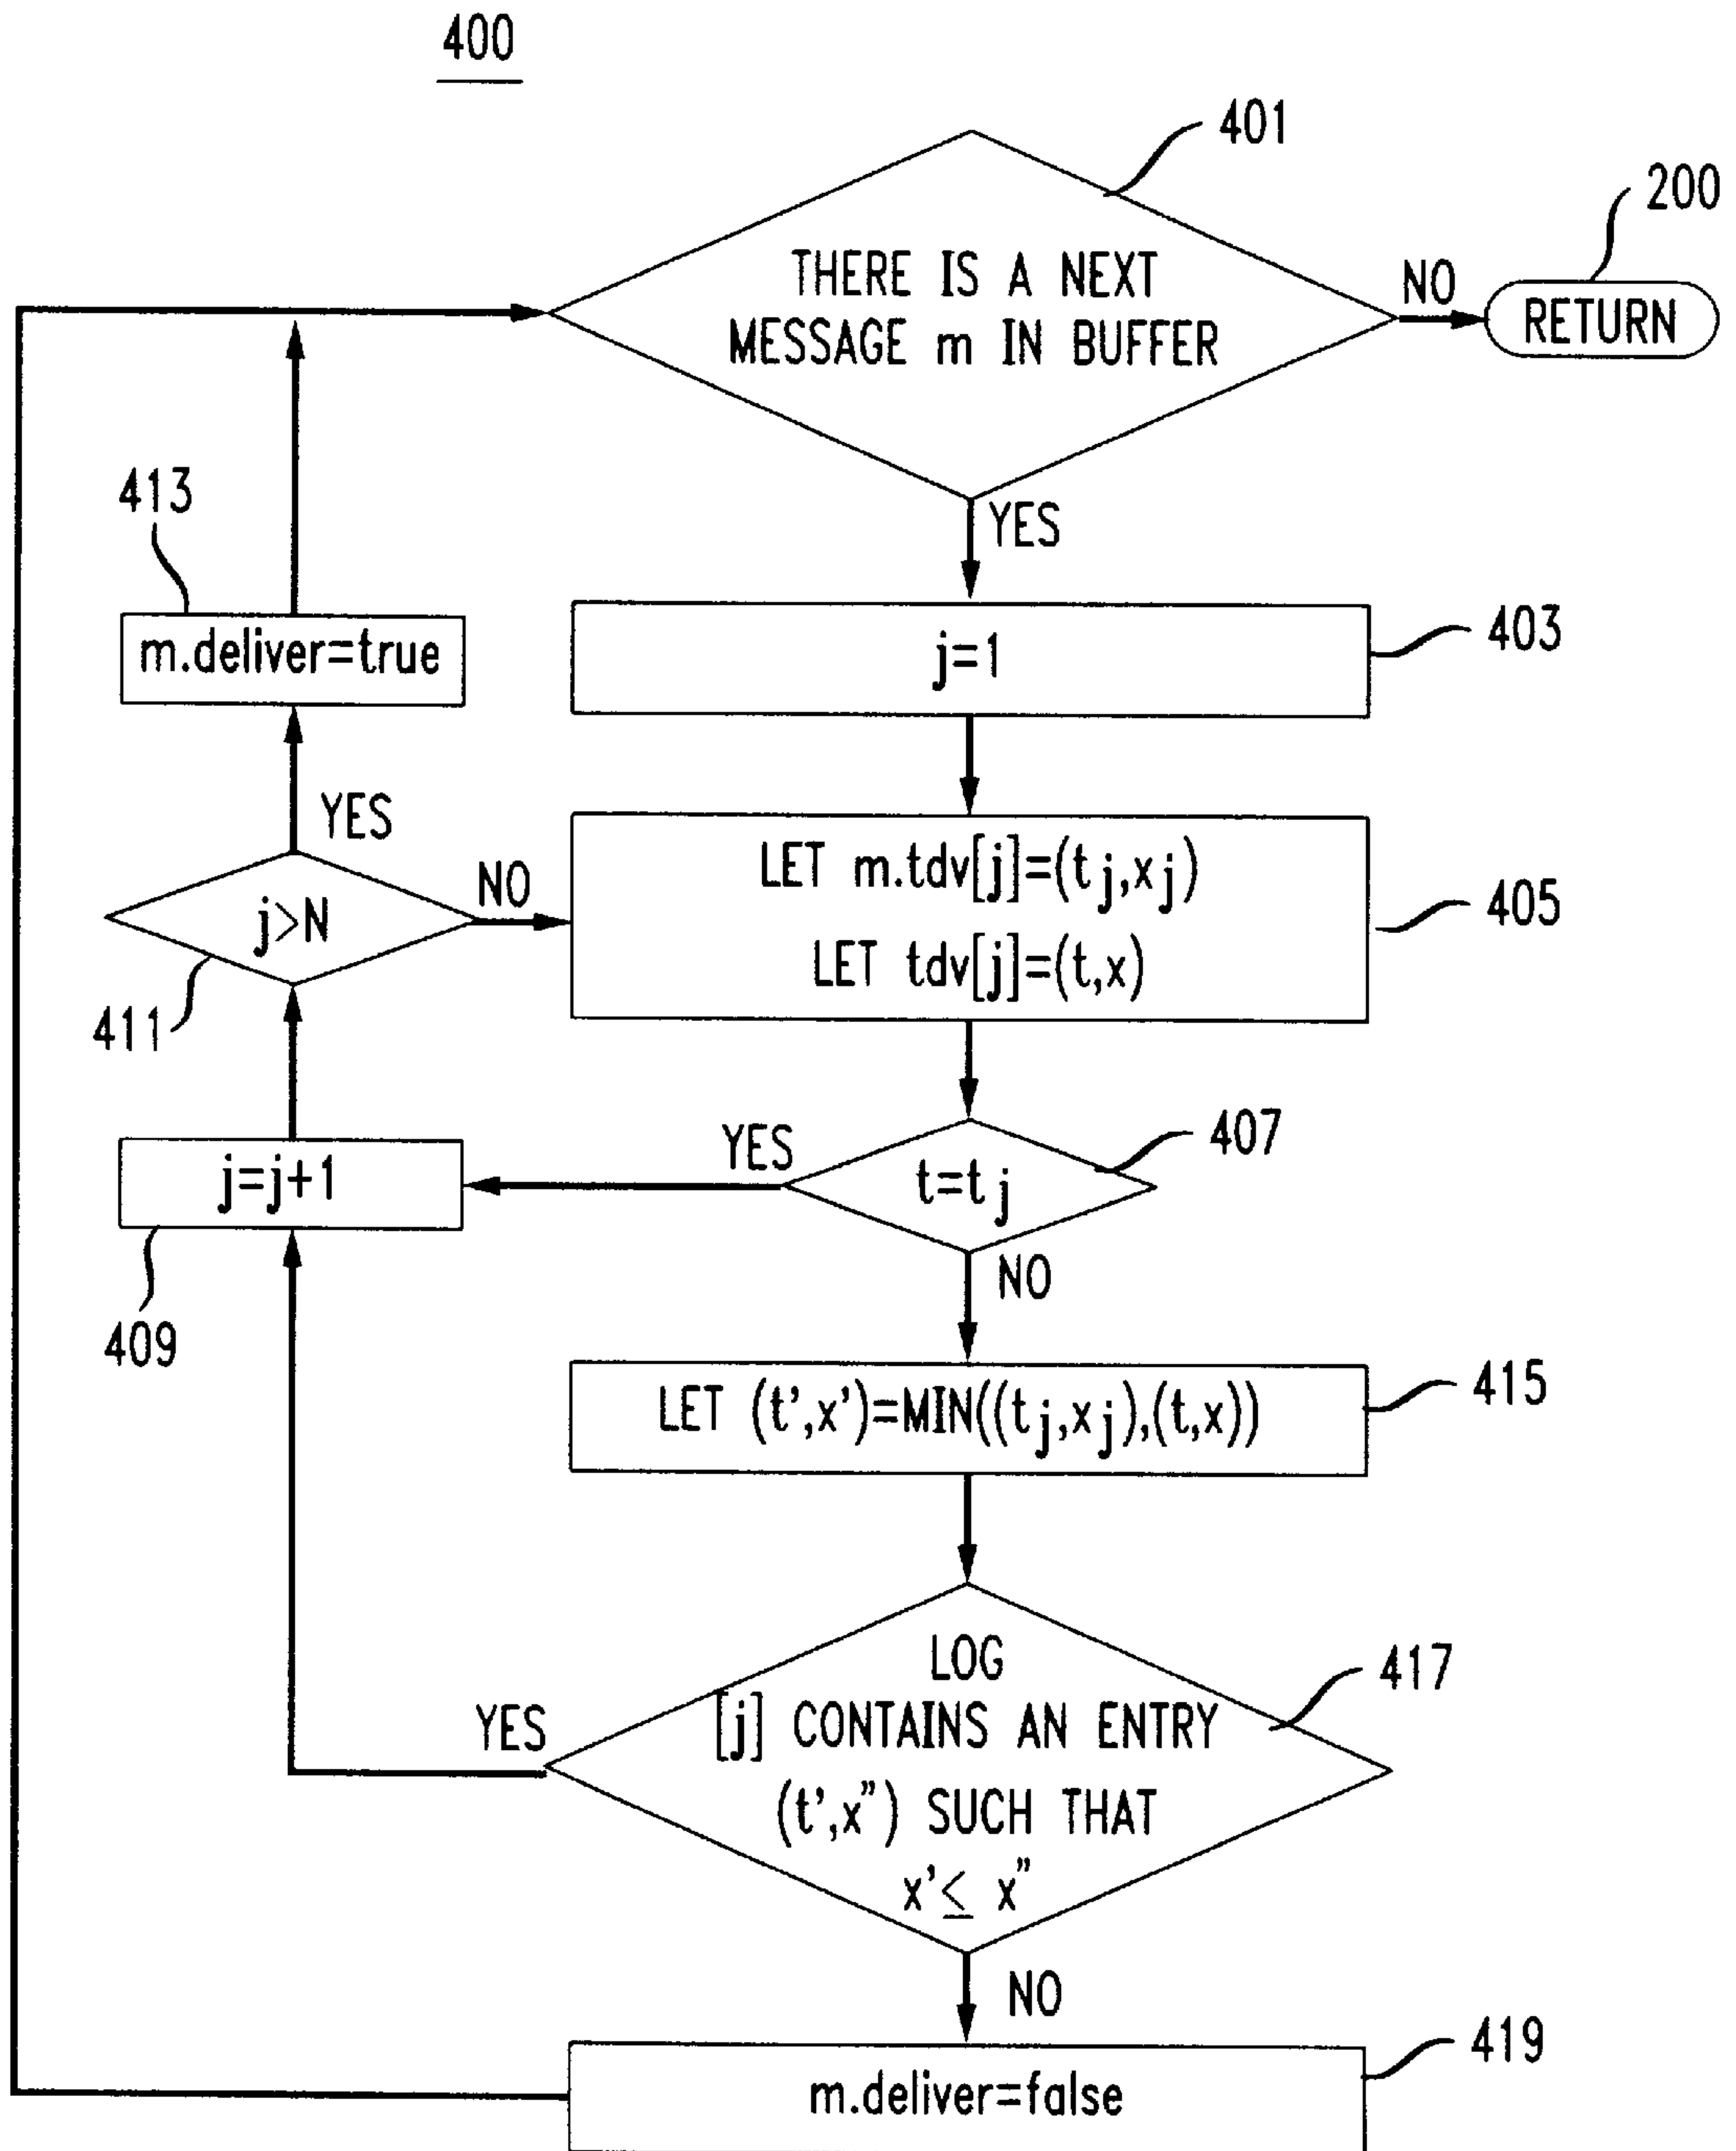 400
401
200
THERE IS A NEXT
MESSAGE m IN BUFFER
NO
RETURN
YES
413
m.deliver=true
j=1
403
YES
LET m.tdv[j]=(tj,xj)
LET tdv[j]=(t,x)
405
j>N
NO
411
YES
t=tj
407
j=j+1
409
NO
LET (t',x')=MIN((tj,xj),(t,x))
415
LOG
[j] CONTAINS AN ENTRY
(t',x") SUCH THAT
x'≤ x"
417
YES
NO
m.deliver=false
419